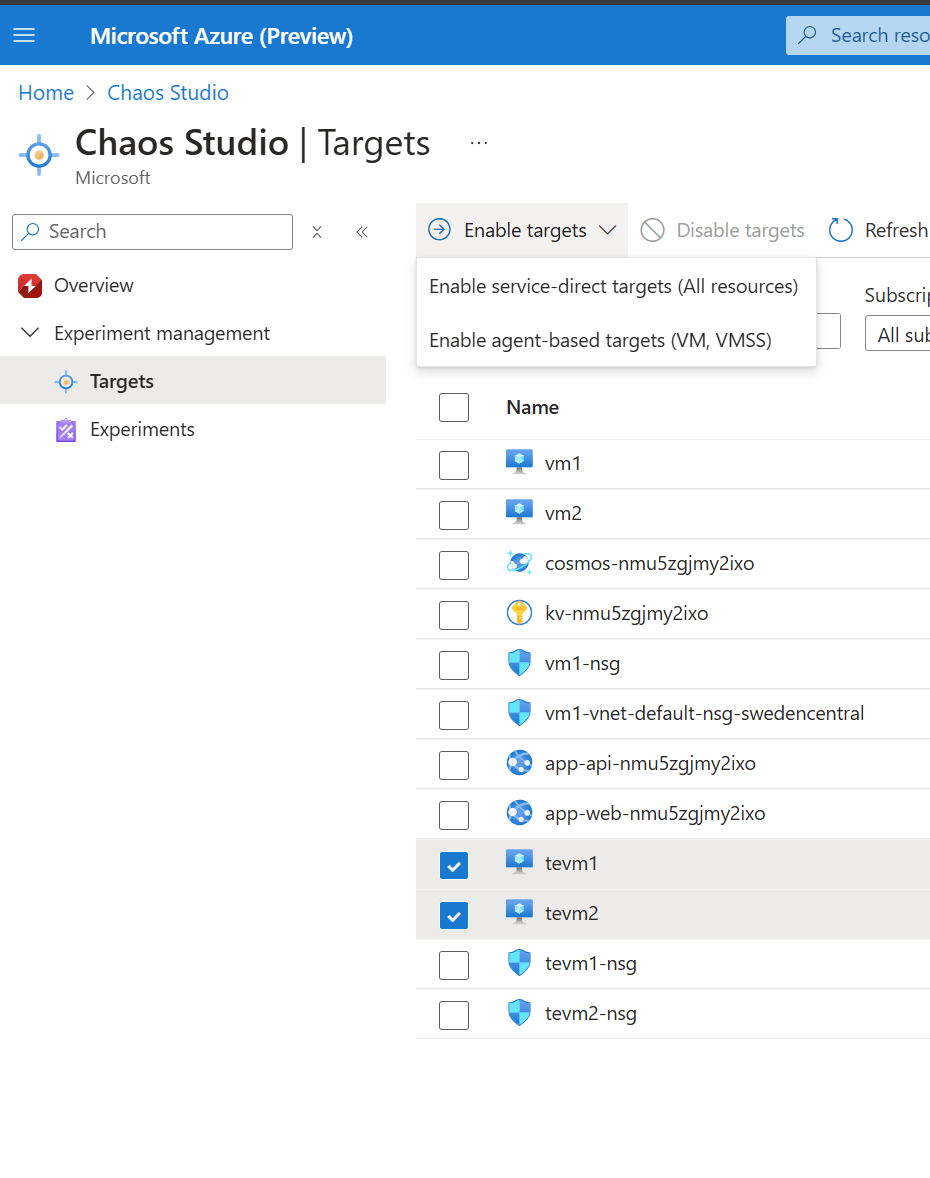 Microsoft Azure (Preview)
Search reso
Home > Chaos Studio
Chaos Studio | Targets ...
Microsoft
Search
Enable targets
Disable targets
Refresh
Overview
Experiment management
Targets
Experiments
Enable service-direct targets (All resources)
Enable agent-based targets (VM, VMSS)
Subscrip
All sub
Name
vm1
vm2
cosmos-nmu5zgjmy2ixo
kv-nmu5zgjmy2ixo
vm1-nsg
vm1-vnet-default-nsg-swedencentral
app-api-nmu5zgjmy2ixo
app-web-nmu5zgjmy2ixo
tevm1
tevm2
tevm1-nsg
tevm2-nsg